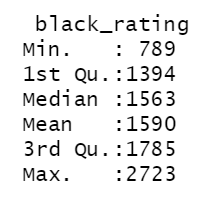 black_rating
Min.   : 789
1st Qu.:1394
Median :1563
Mean   :1590
3rd Qu.:1785
Max.   :2723